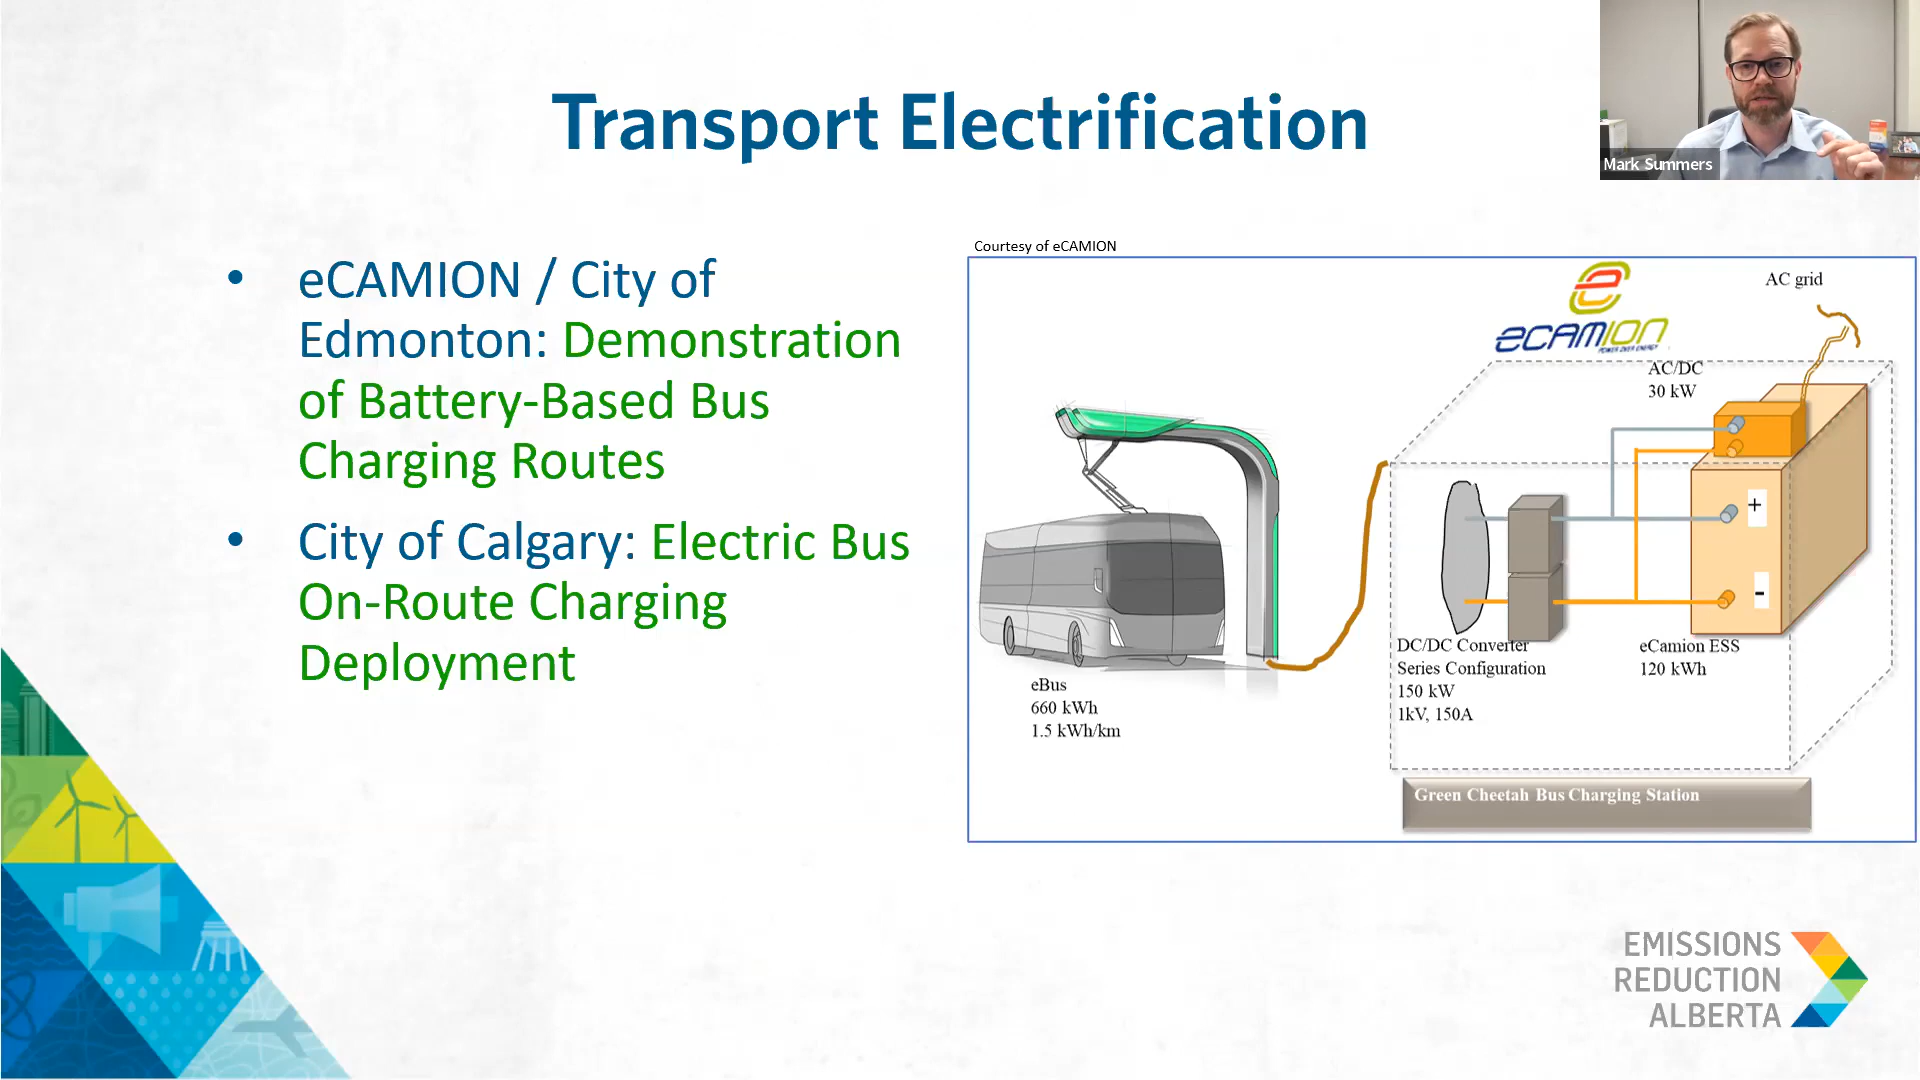 Transport Electrification
Mark Summers
• eCAMION / City of
Edmonton: Demonstration
of Battery-Based Bus
Charging Routes
• City of Calgary: Electric Bus
On-Route Charging
Deployment
Courtesy of eCAMION
e
eCAMION
POWER OVER ENERGY
AC grid
AC/DC
30 kW
+
-
DC/DC Converter
Series Configuration
150 kW
1kV, 150A
eCamion ESS
120 kWh
eBus
660 kWh
1.5 kWh/km
Green Cheetah Bus Charging Station
EMISSIONS
REDUCTION
ALBERTA